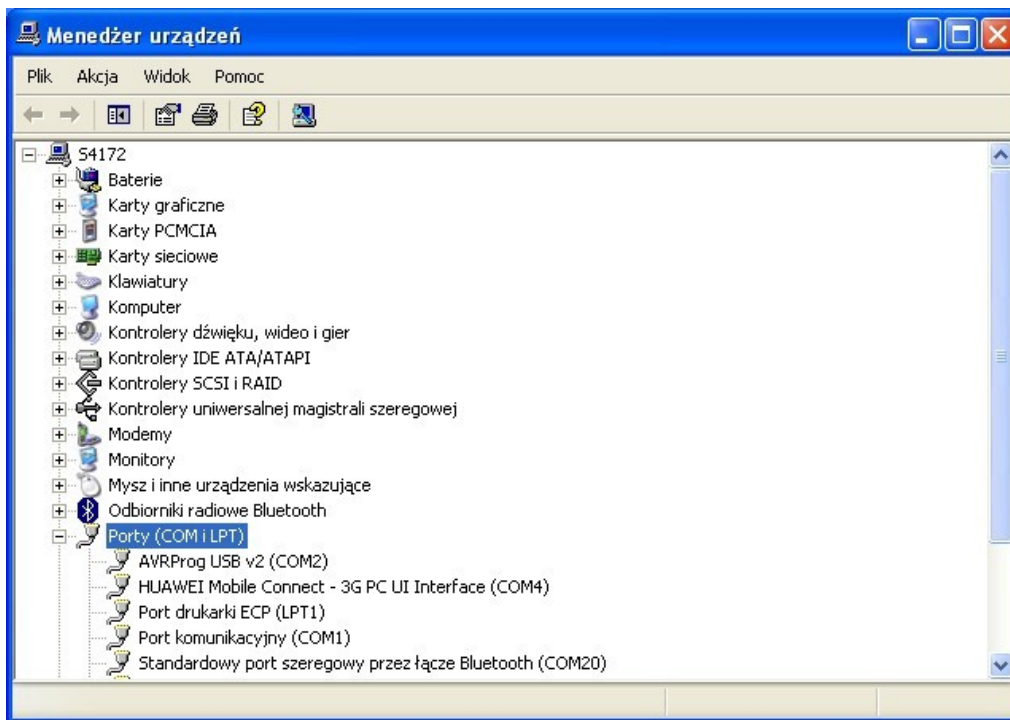 Menedżer urządzeń
Plik Akcja Widok Pomoc
S4172
Baterie
Karty graficzne
Karty PCMCIA
Karty sieciowe
Klawiatury
Komputer
Kontrolery dźwięku, wideo i gier
Kontrolery IDE ATA/ATAPI
Kontrolery SCSI i RAID
Kontrolery uniwersalnej magistrali szeregowej
Modemy
Monitory
Mysz i inne urządzenia wskazujące
Odbiorniki radiowe Bluetooth
Porty (COM i LPT)
AVRProg USB v2 (COM2)
HUAWEI Mobile Connect - 3G PC UI Interface (COM4)
Port drukarki ECP (LPT1)
Port komunikacyjny (COM1)
Standardowy port szeregowy przez łącze Bluetooth (COM20)